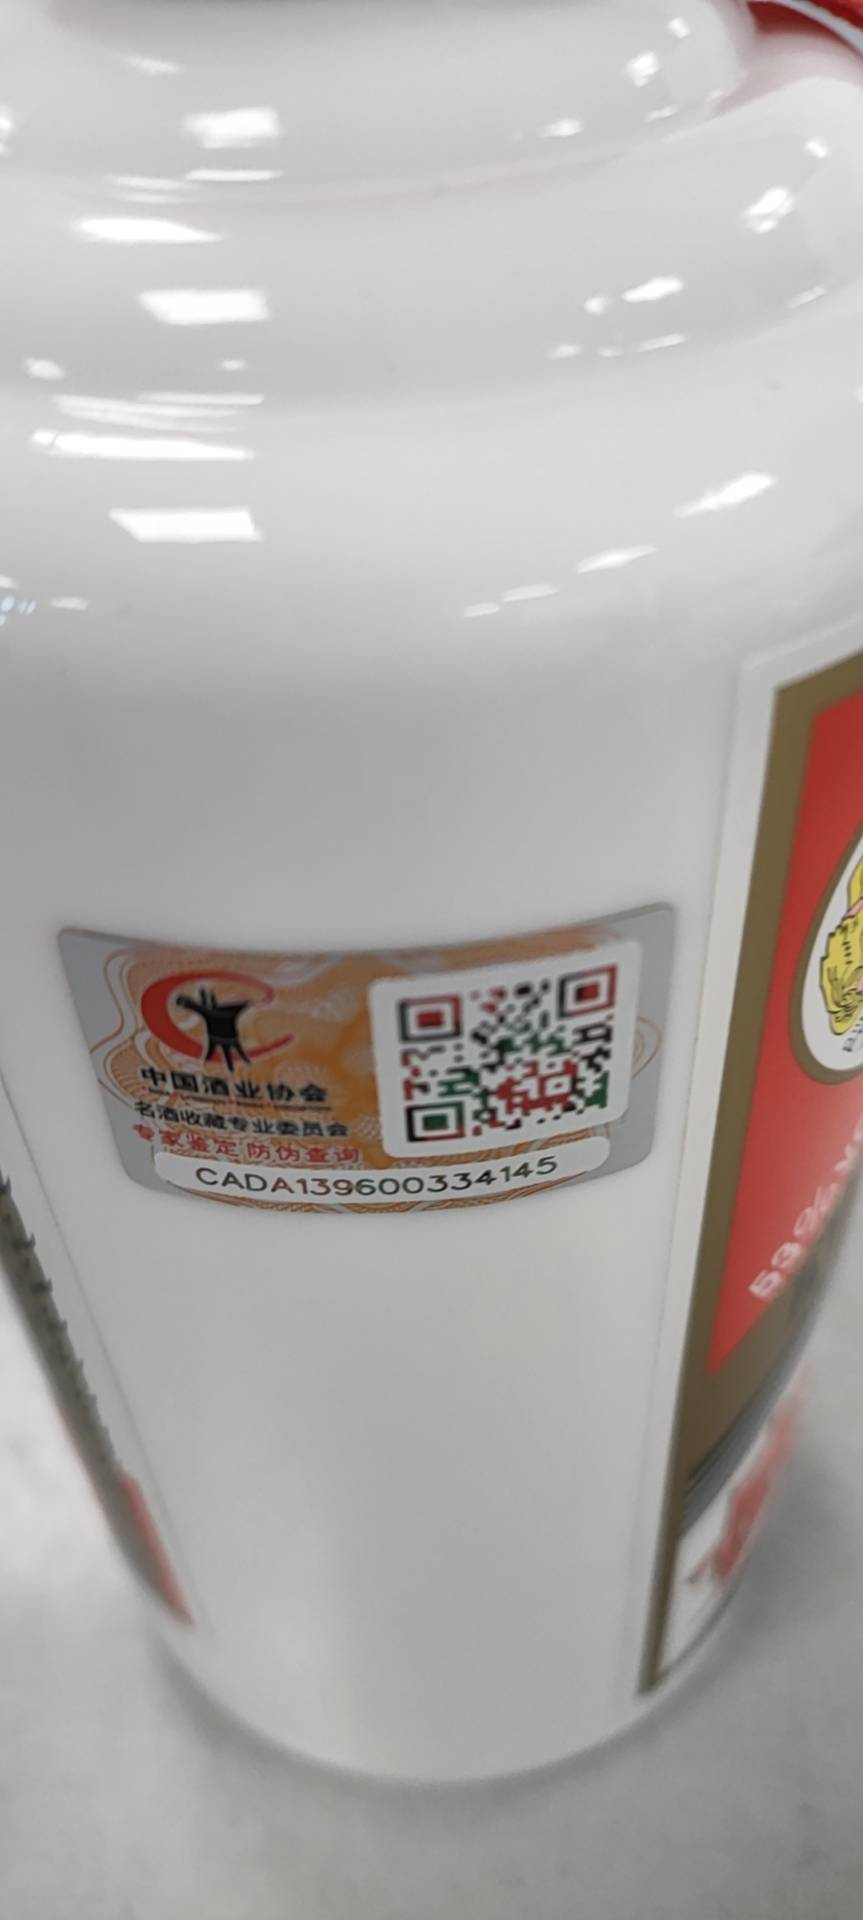 中国酒业协会
名酒收藏专业委员会
专家鉴定 防伪查询
CADA139600334145
53%